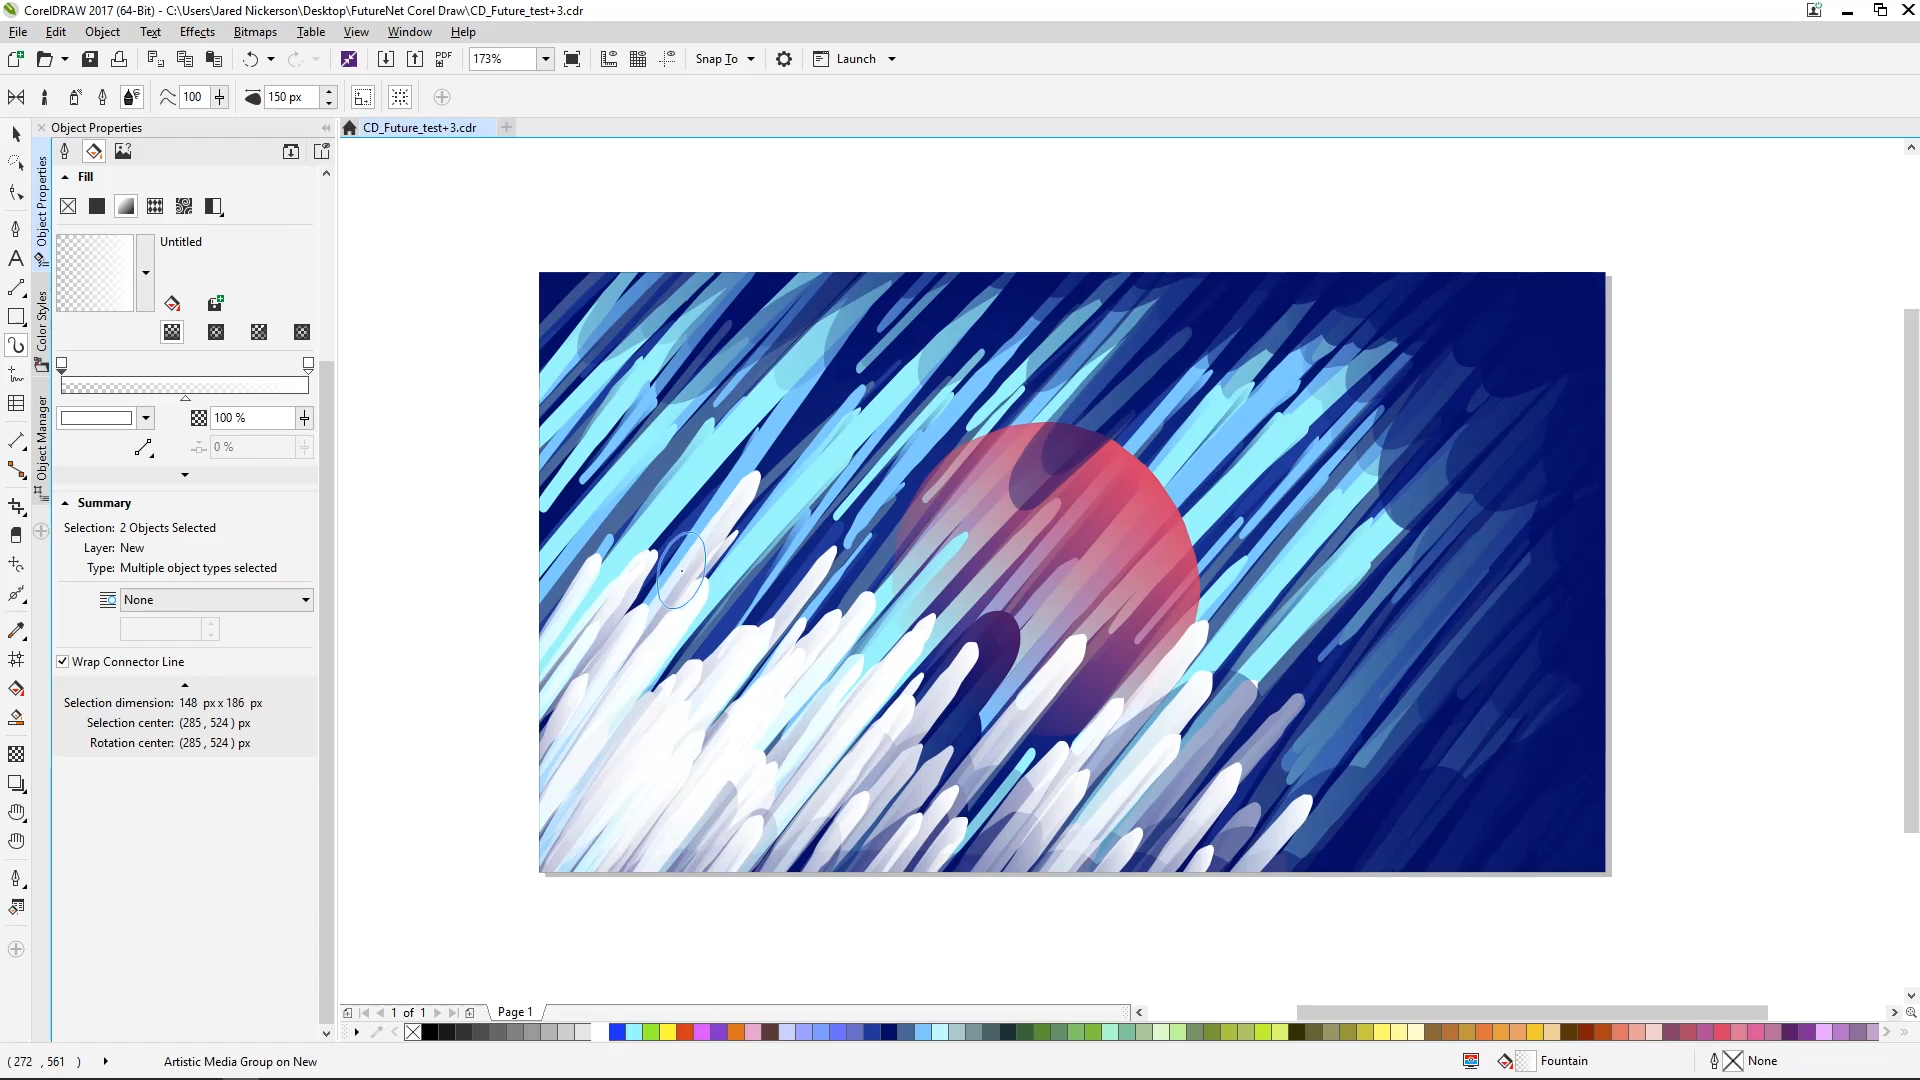 CorelDRAW 2017 (64-Bit) - C:\Users\Jared Nickerson\Desktop\FutureNet Corel Draw\CD_Future_test+3.cdr
File Edit Object Text Effects Bitmaps Table View Window Help
PDF 173% Snap To Launch
100 150 px
Object Properties
CD_Future_test+3.cdr
Object Properties
Color Styles
Object Manager
Fill
Untitled
100 %
0 %
Summary
Selection: 2 Objects Selected
Layer: New
Type: Multiple object types selected
None
Wrap Connector Line
Selection dimension: 148 px x 186 px
Selection center: (285 , 524 ) px
Rotation center: (285 , 524 ) px
1 of 1 Page 1
( 272 , 561 ) Artistic Media Group on New Fountain None